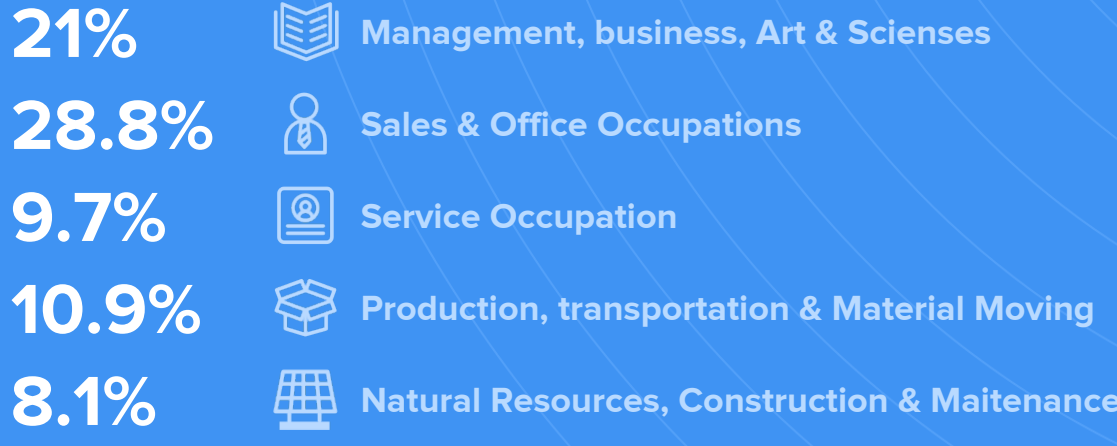 21% Management, business, Art & Scienses
28.8% Sales & Office Occupations
9.7% Service Occupation
10.9% Production, transportation & Material Moving
8.1% Natural Resources, Construction & Maitenance